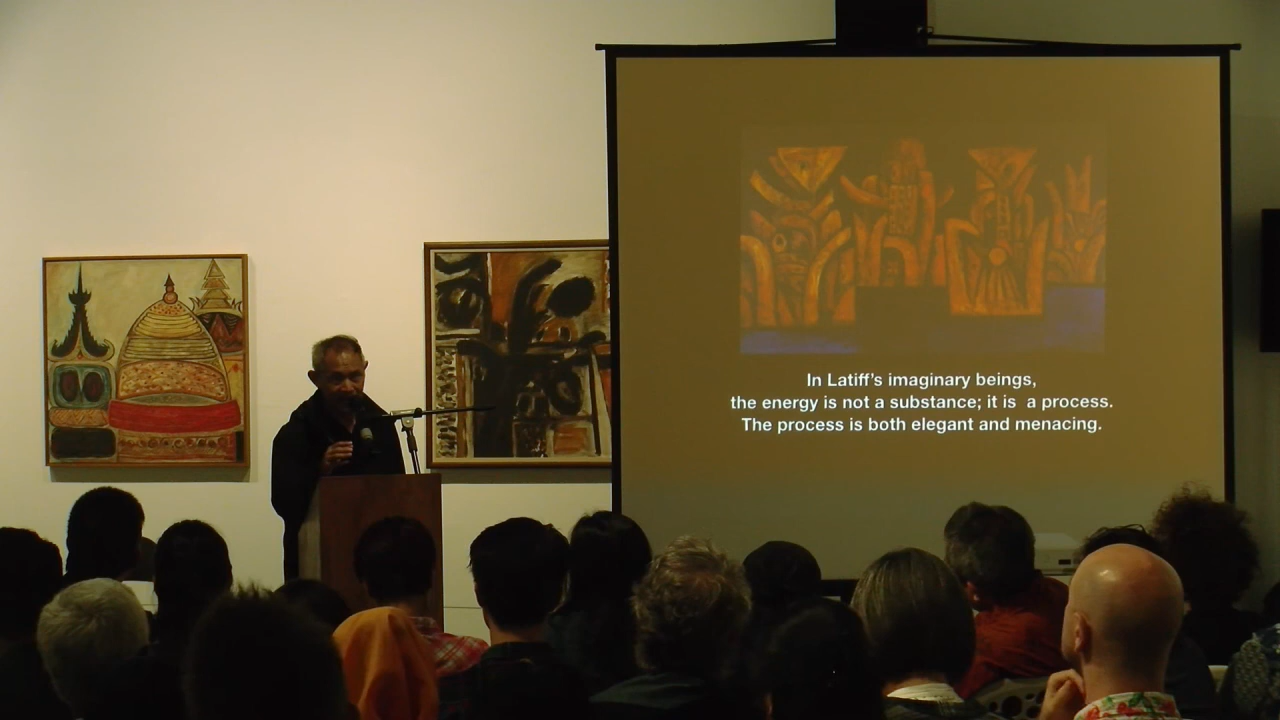 In Latiff's imaginary beings,
the energy is not a substance; it is a process.
The process is both elegant and menacing.